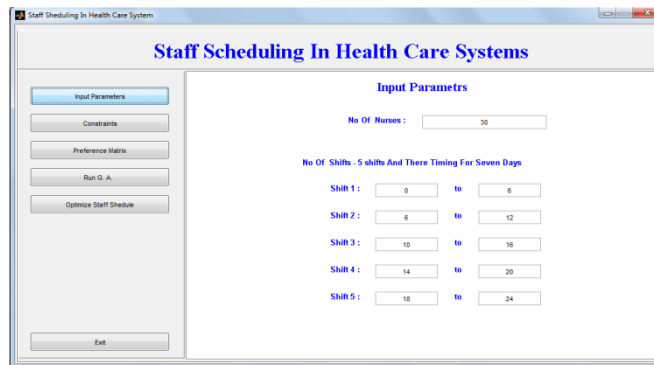 Staff Sheduling In Health Care System
Staff Scheduling In Health Care Systems
Input Parameters
Constraints
Preference Matrix
Run G. A.
Optimize Staff Shedule
Exit
Input Parametrs
No Of Nurses : 30
No Of Shifts - 5 shifts And There Timing For Seven Days
Shift 1 : 0 to 6
Shift 2 : 6 to 12
Shift 3 : 10 to 16
Shift 4 : 14 to 20
Shift 5 : 18 to 24